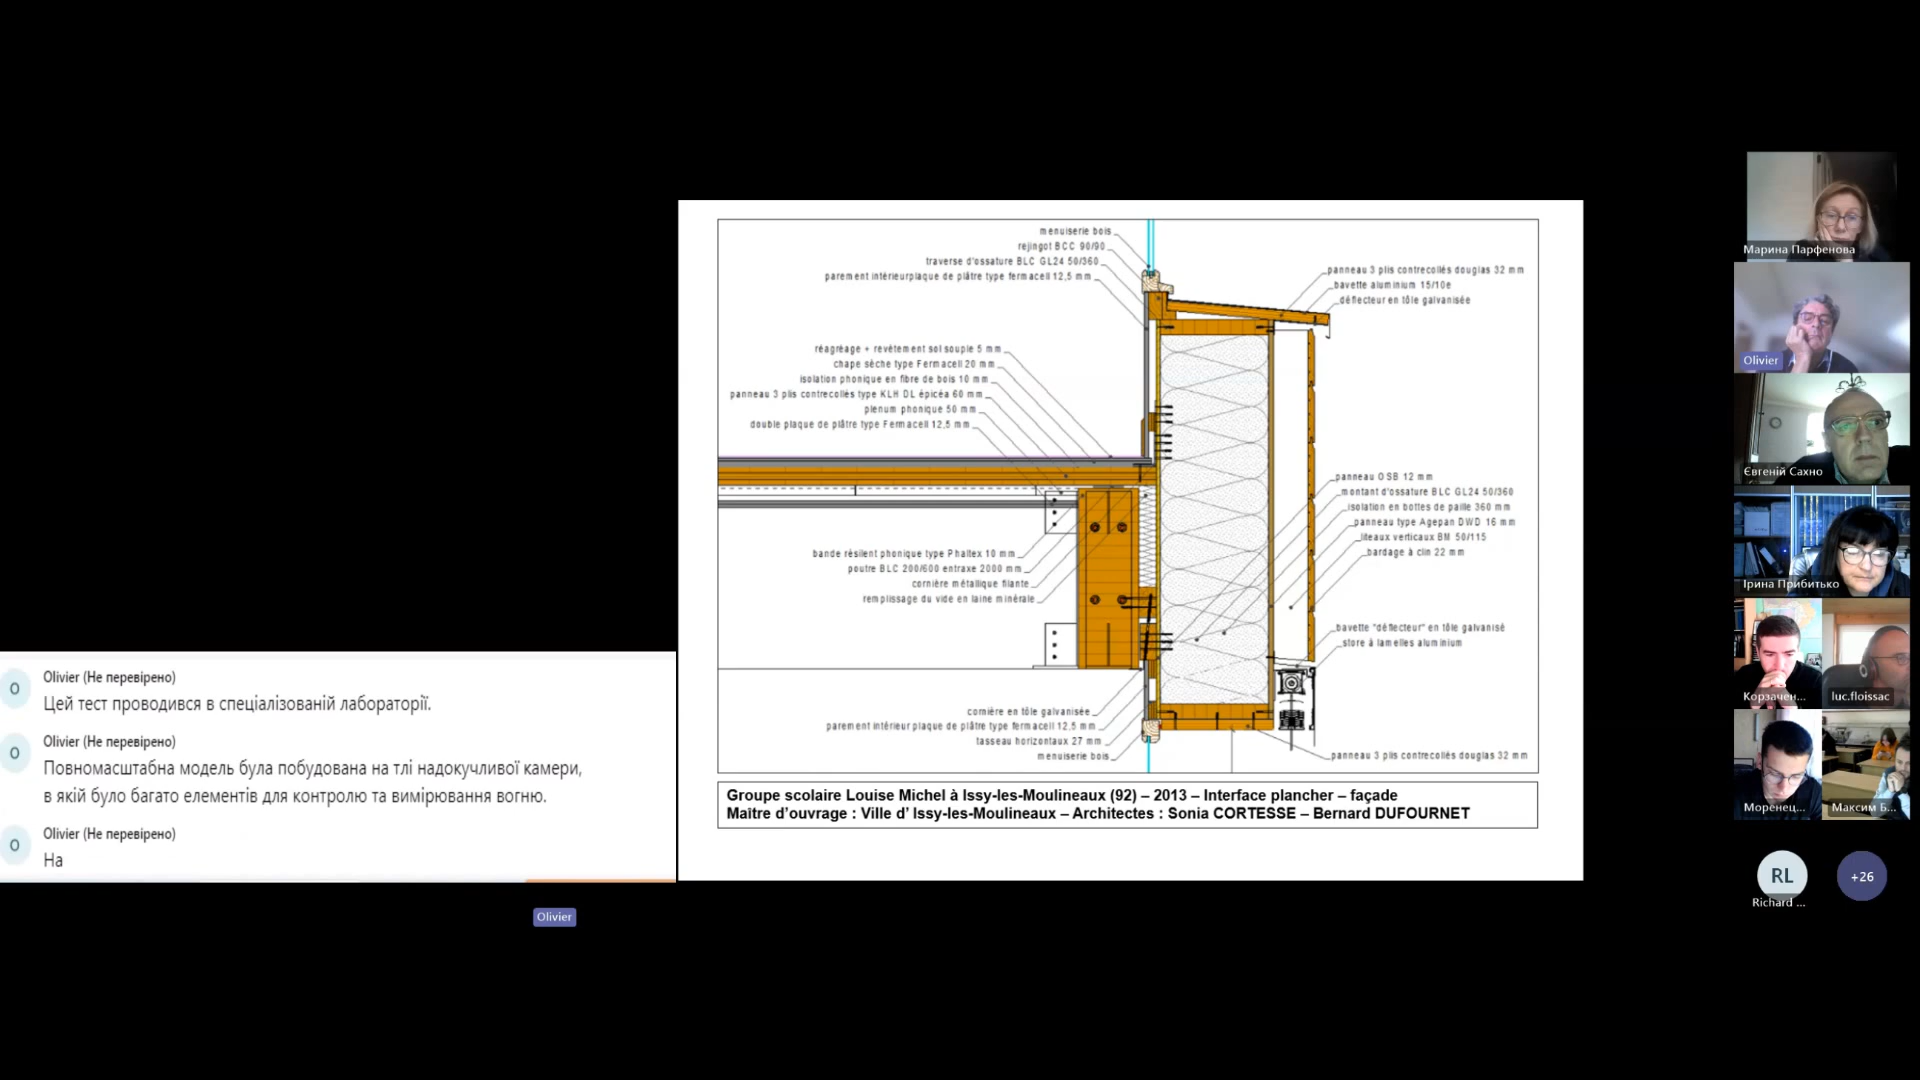 Olivier (Не перевірено)
Цей тест проводився в спеціалізованій лабораторії.
Olivier (Не перевірено)
Повномасштабна модель була побудована на тлі надокучливої камери,
в якій було багато елементів для контролю та вимірювання вогню.
Olivier (Не перевірено)
На
Olivier
menuiserie bois
rejingot BCC 90/90
traverse d'ossature BLC GL24 50/360
parement intérieurplaque de plâtre type fermacell 12,5 mm
réagréage + revêtement sol souple 5 mm
chape sèche type Fermacell 20 mm
isolation phonique en fibre de bois 10 mm
panneau 3 plis contrecollés type KLH DL épicéa 60 mm
plenum phonique 50 mm
double plaque de plâtre type Fermacell 12,5 mm
bande résilent phonique type Phaltex 10 mm
poutre BLC 200/600 entraxe 2000 mm
cornière métallique filante
remplissage du vide en laine minérale
cornière en tôle galvanisée
parement intérieur plaque de plâtre type fermacell 12,5 mm
tasseau horizontaux 27 mm
menuiserie bois
panneau 3 plis contrecollés douglas 32 mm
bavette aluminium 15/10e
déflecteur en tôle galvanisée
panneau OSB 12 mm
montant d'ossature BLC GL24 50/360
isolation en bottes de paille 360 mm
panneau type Agepan DWD 16 mm
liteaux verticaux BM 50/115
bardage à clin 22 mm
bavette "déflecteur" en tôle galvanisé
store à lamelles aluminium
panneau 3 plis contrecollés douglas 32 mm
Groupe scolaire Louise Michel à Issy-les-Moulineaux (92) – 2013 – Interface plancher – façade
Maître d'ouvrage : Ville d' Issy-les-Moulineaux – Architectes : Sonia CORTESSE – Bernard DUFOURNET
Марина Парфенова
Olivier
Євгеній Сахно
Ірина Прибитько
Корзачен...
luc.floissac
Моренец...
Максим Б...
RL
Richard ...
+26